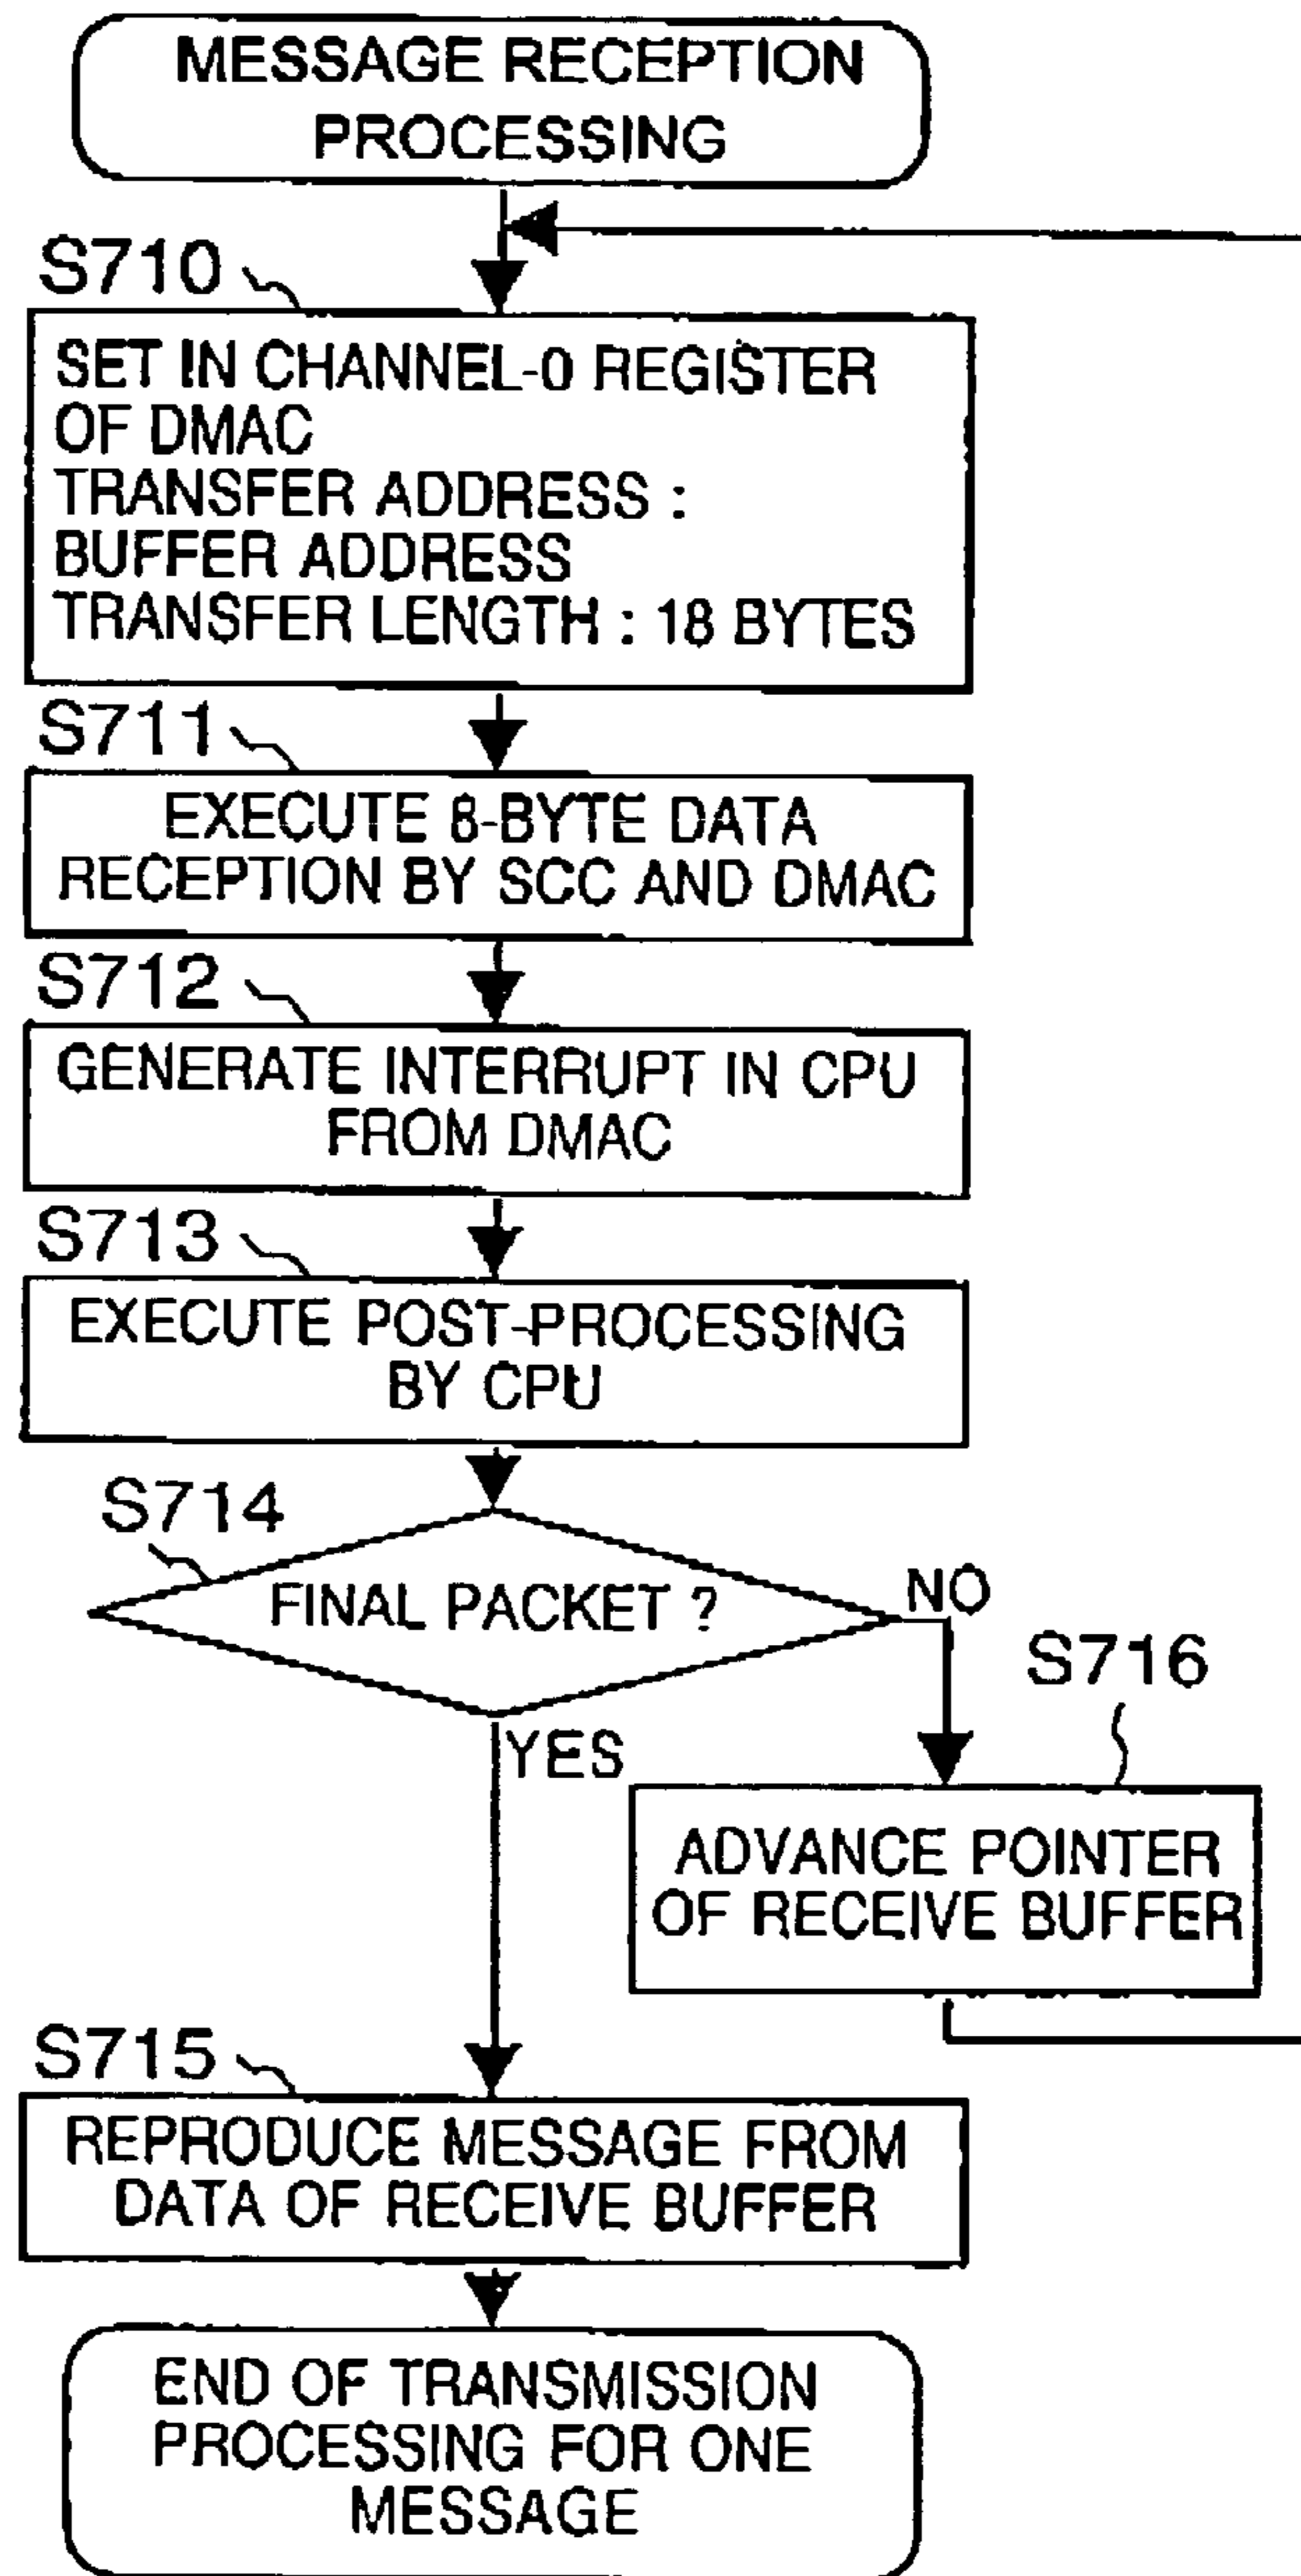 MESSAGE RECEPTION
PROCESSING
S710
SET IN CHANNEL-0 REGISTER
OF DMAC
TRANSFER ADDRESS :
BUFFER ADDRESS
TRANSFER LENGTH : 18 BYTES
S711
EXECUTE 8-BYTE DATA
RECEPTION BY SCC AND DMAC
S712
GENERATE INTERRUPT IN CPU
FROM DMAC
S713
EXECUTE POST-PROCESSING
BY CPU
S714
FINAL PACKET ?
NO
S716
YES
ADVANCE POINTER
OF RECEIVE BUFFER
S715
REPRODUCE MESSAGE FROM
DATA OF RECEIVE BUFFER
END OF TRANSMISSION
PROCESSING FOR ONE
MESSAGE